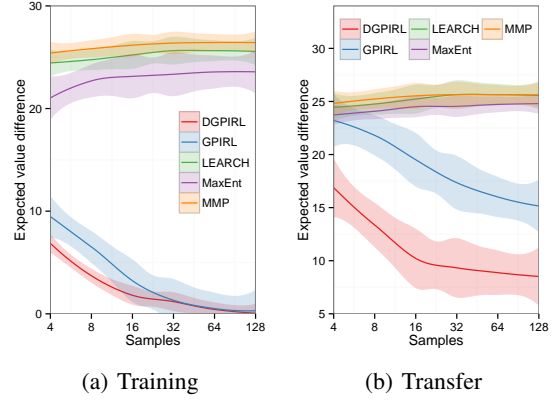 30
20
10
0
Expected value difference
4 8 16 32 64 128
Samples
DGPIRL
GPIRL
LEARCH
MaxEnt
MMP
(a) Training
DGPIRL LEARCH MMP
GPIRL MaxEnt
30
25
20
15
10
5
Expected value difference
4 8 16 32 64 128
Samples
(b) Transfer